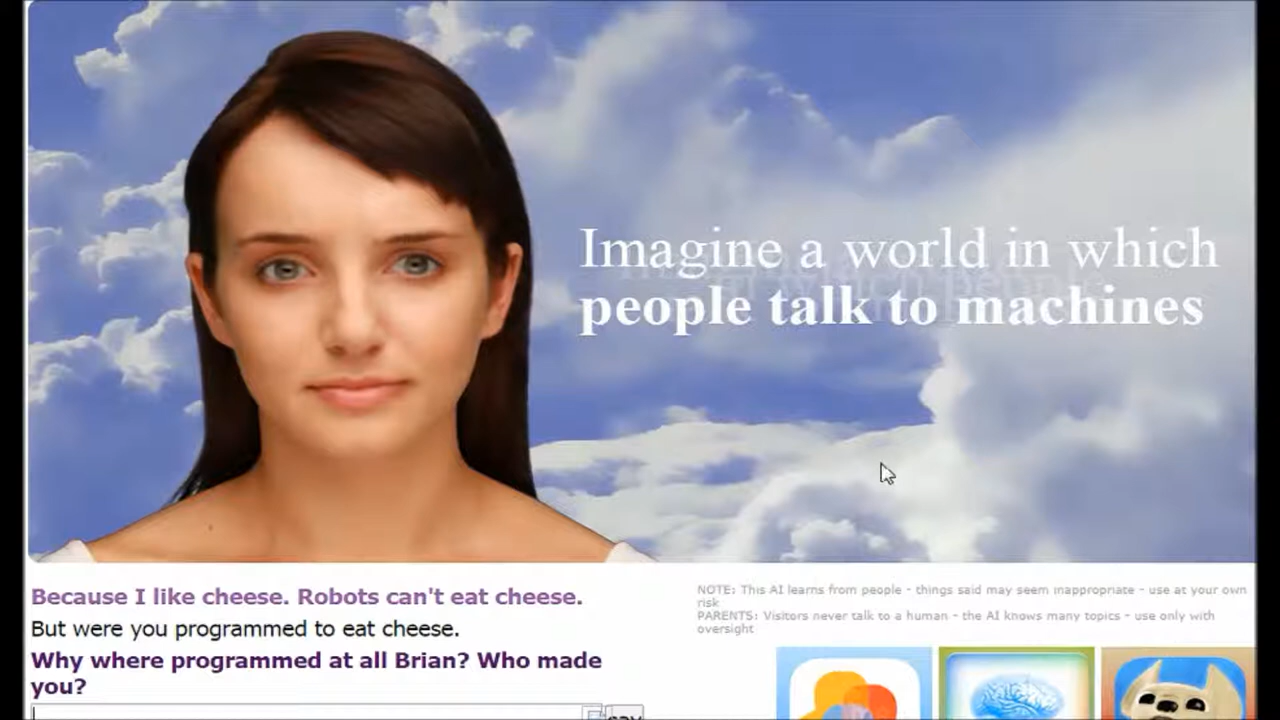 Imagine a world in which
people talk to machines
Because I like cheese. Robots can't eat cheese.
But were you programmed to eat cheese.
Why where programmed at all Brian? Who made
you?
NOTE: This AI learns from people - things said may seem inappropriate - use at your own
risk
PARENTS: Visitors never talk to a human - the AI knows many topics - use only with
oversight